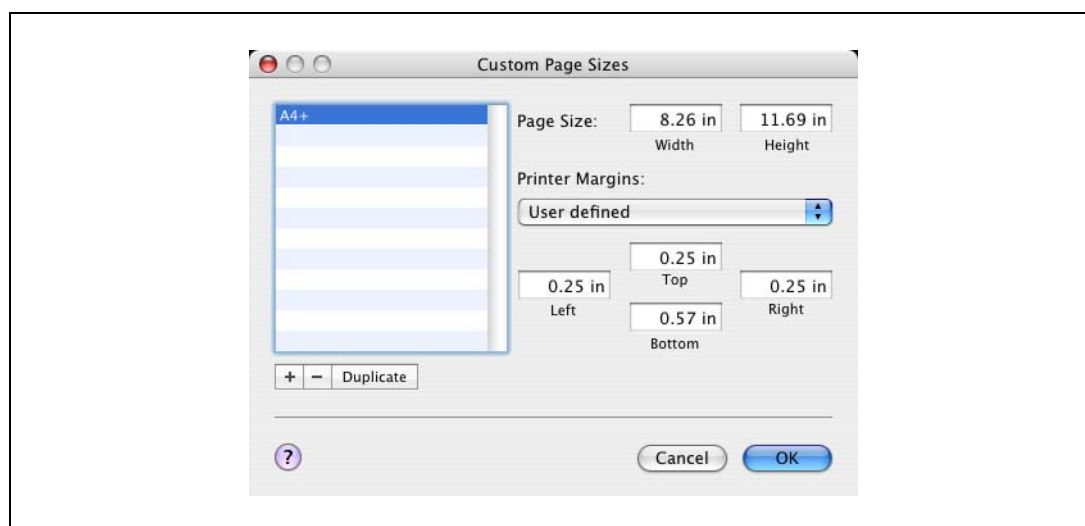 Custom Page Sizes
A4+
Page Size:
8.26 in
11.69 in
Width
Height
Printer Margins:
User defined
0.25 in
Top
0.25 in
Left
0.25 in
Right
0.57 in
Bottom
+ − Duplicate
?
Cancel
OK